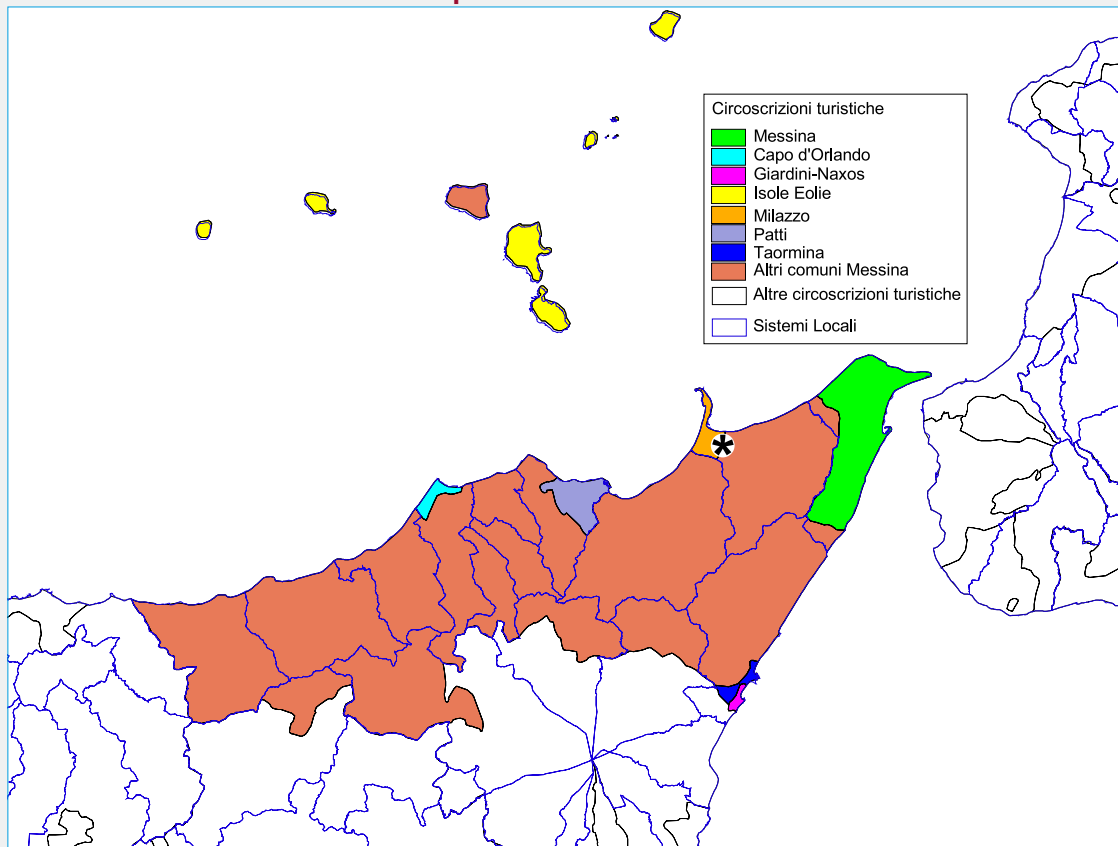 Circoscrizioni turistiche
Messina
Capo d'Orlando
Giardini-Naxos
Isole Eolie
Milazzo
Patti
Taormina
Altri comuni Messina
Altre circoscrizioni turistiche
Sistemi Locali
*